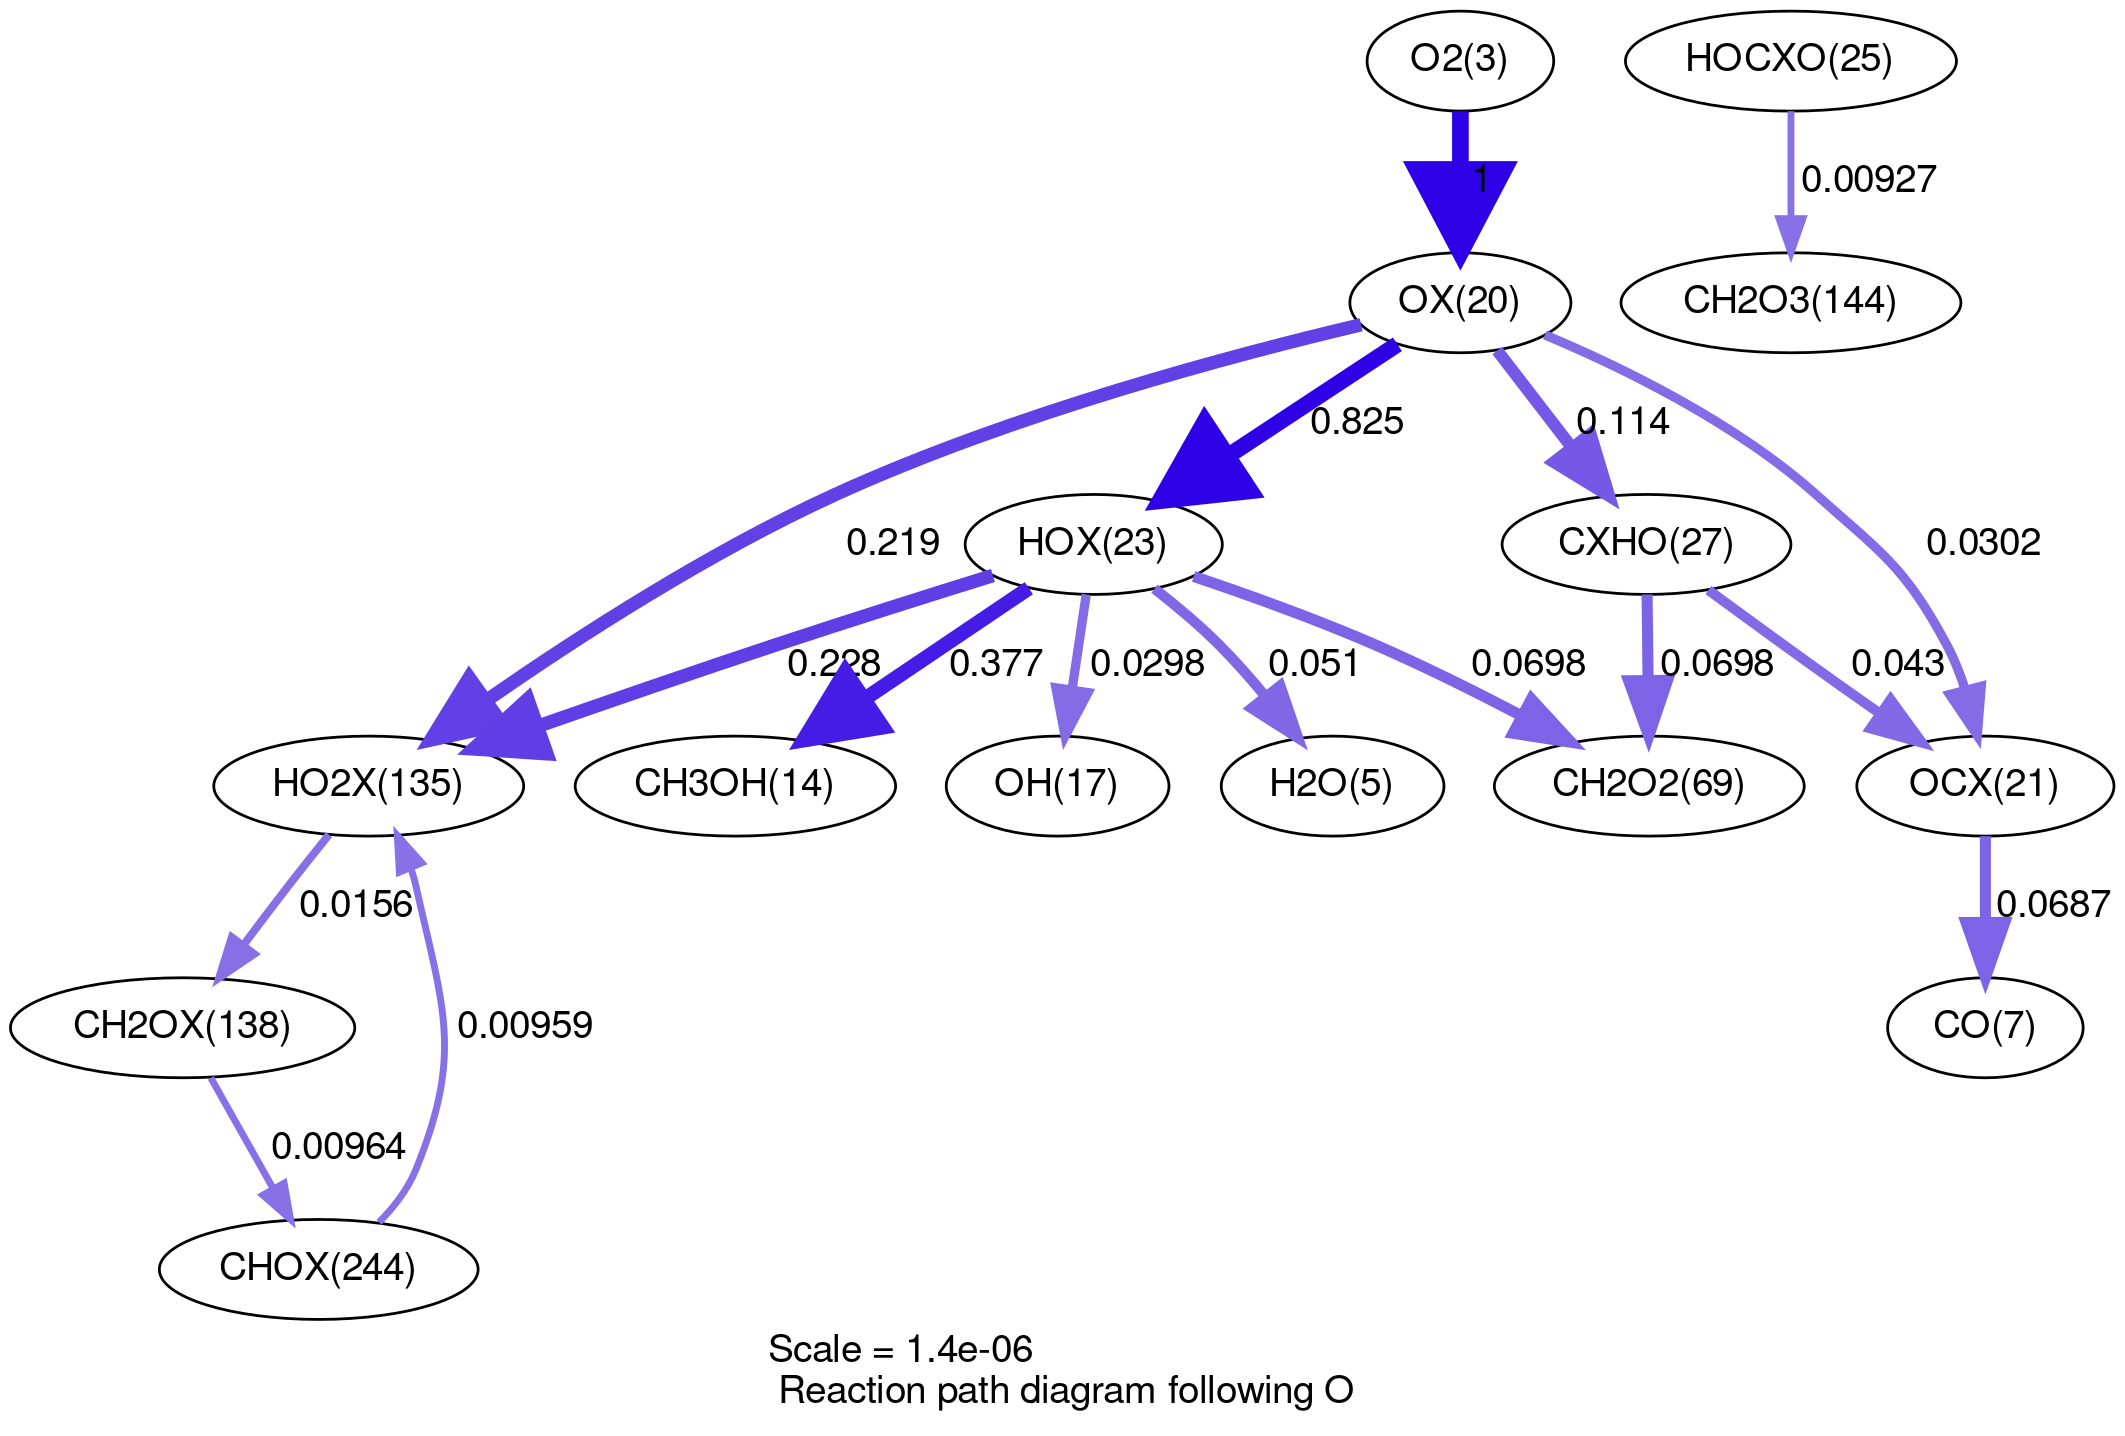 O2(3)
HOCXO(25)
1
0.00927
OX(20)
CH2O3(144)
0.825
0.114
0.219
HOX(23)
CXHO(27)
0.0302
0.228
0.377
0.0298
0.051
0.0698
0.0698
0.043
HO2X(135)
CH3OH(14)
OH(17)
H2O(5)
CH2O2(69)
OCX(21)
0.0156
0.0687
CH2OX(138)
0.00959
CO(7)
0.00964
CHOX(244)
Scale = 1.4e-06
Reaction path diagram following O